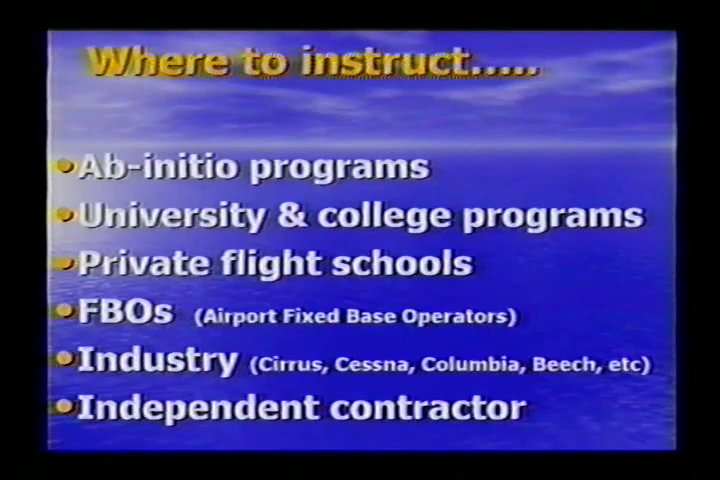 Where to instruct.....
•Ab-initio programs
•University & college programs
•Private flight schools
•FBOs (Airport Fixed Base Operators)
•Industry (Cirrus, Cessna, Columbia, Beech, etc)
•Independent contractor